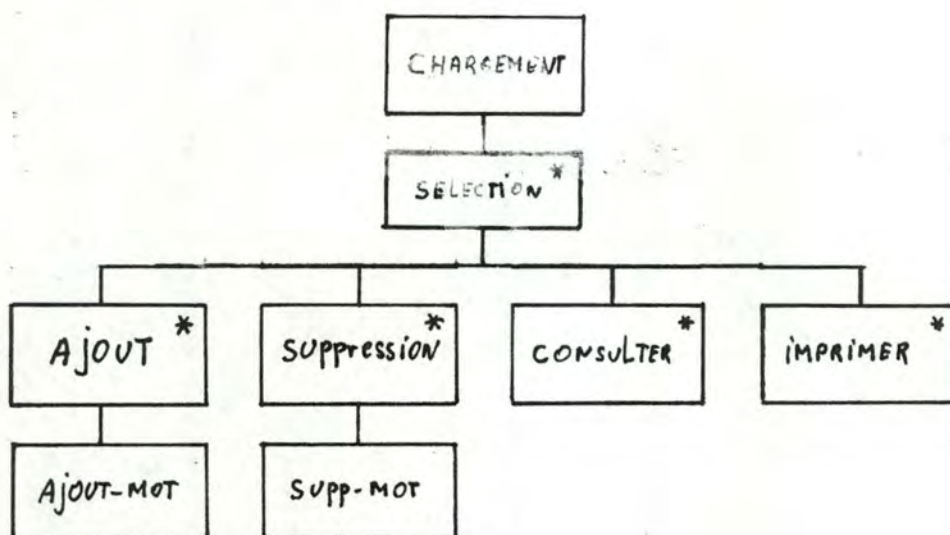 CHARGEMENT
SELECTION *
AJOUT *
SUPPRESSION *
CONSULTER *
IMPRIMER *
AJOUT-MOT
SUPP-MOT